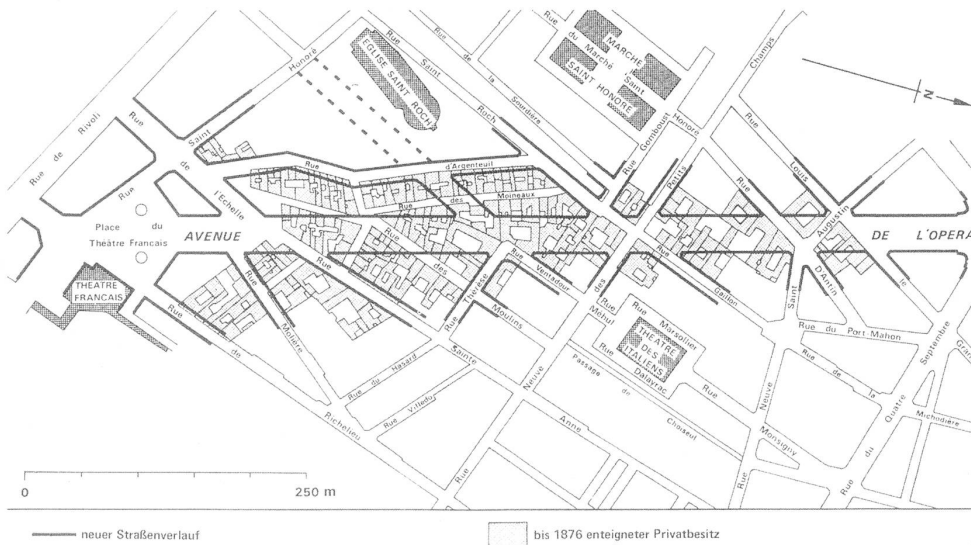 Rue de Rivoli
Rue
Rue de l'Echelle
Saint Honoré
EGLISE SAINT ROCH
Rue Saint Roch
Rue de la Sourdière
Rue du Marché Saint Honoré
MARCHE
SAINT HONORE
Rue Gomboust
Rue
Petits
Champs
Rue Louis le
Rue
N
Rue d'Argenteuil
Rue des Moineaux
Place du
Théâtre Francais
AVENUE
DE L'OPERA
THEATRE
FRANCAIS
Rue de Richelieu
Rue Molière
Rue Sainte Anne
Rue des Moulins
Rue Thérèse
Rue Ventadour
Rue Gaillon
D'Antin
Saint Augustin
Rue Neuve des
Rue Méhul
Rue Marsollier
THEATRE
DES
ITALIENS
Rue Dalayrac
Passage de Choiseul
Rue Monsigny
Rue Neuve
Rue du Port-Mahon
Rue de la Michodière
Rue du Quatre Septembre
Rue du Hasard
Rue Villedu
0
250 m
neuer Straßenverlauf
bis 1876 enteigneter Privatbesitz